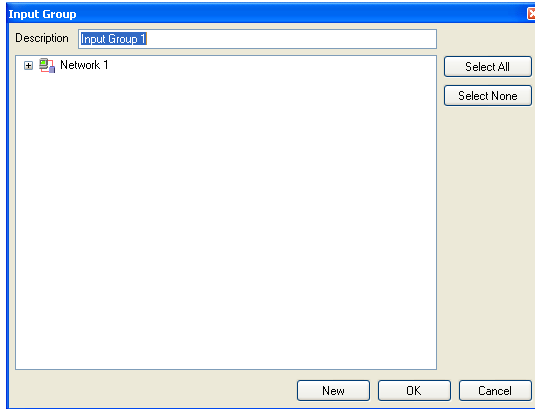 Input Group
Description Input Group 1
Network 1
Select All
Select None
New OK Cancel